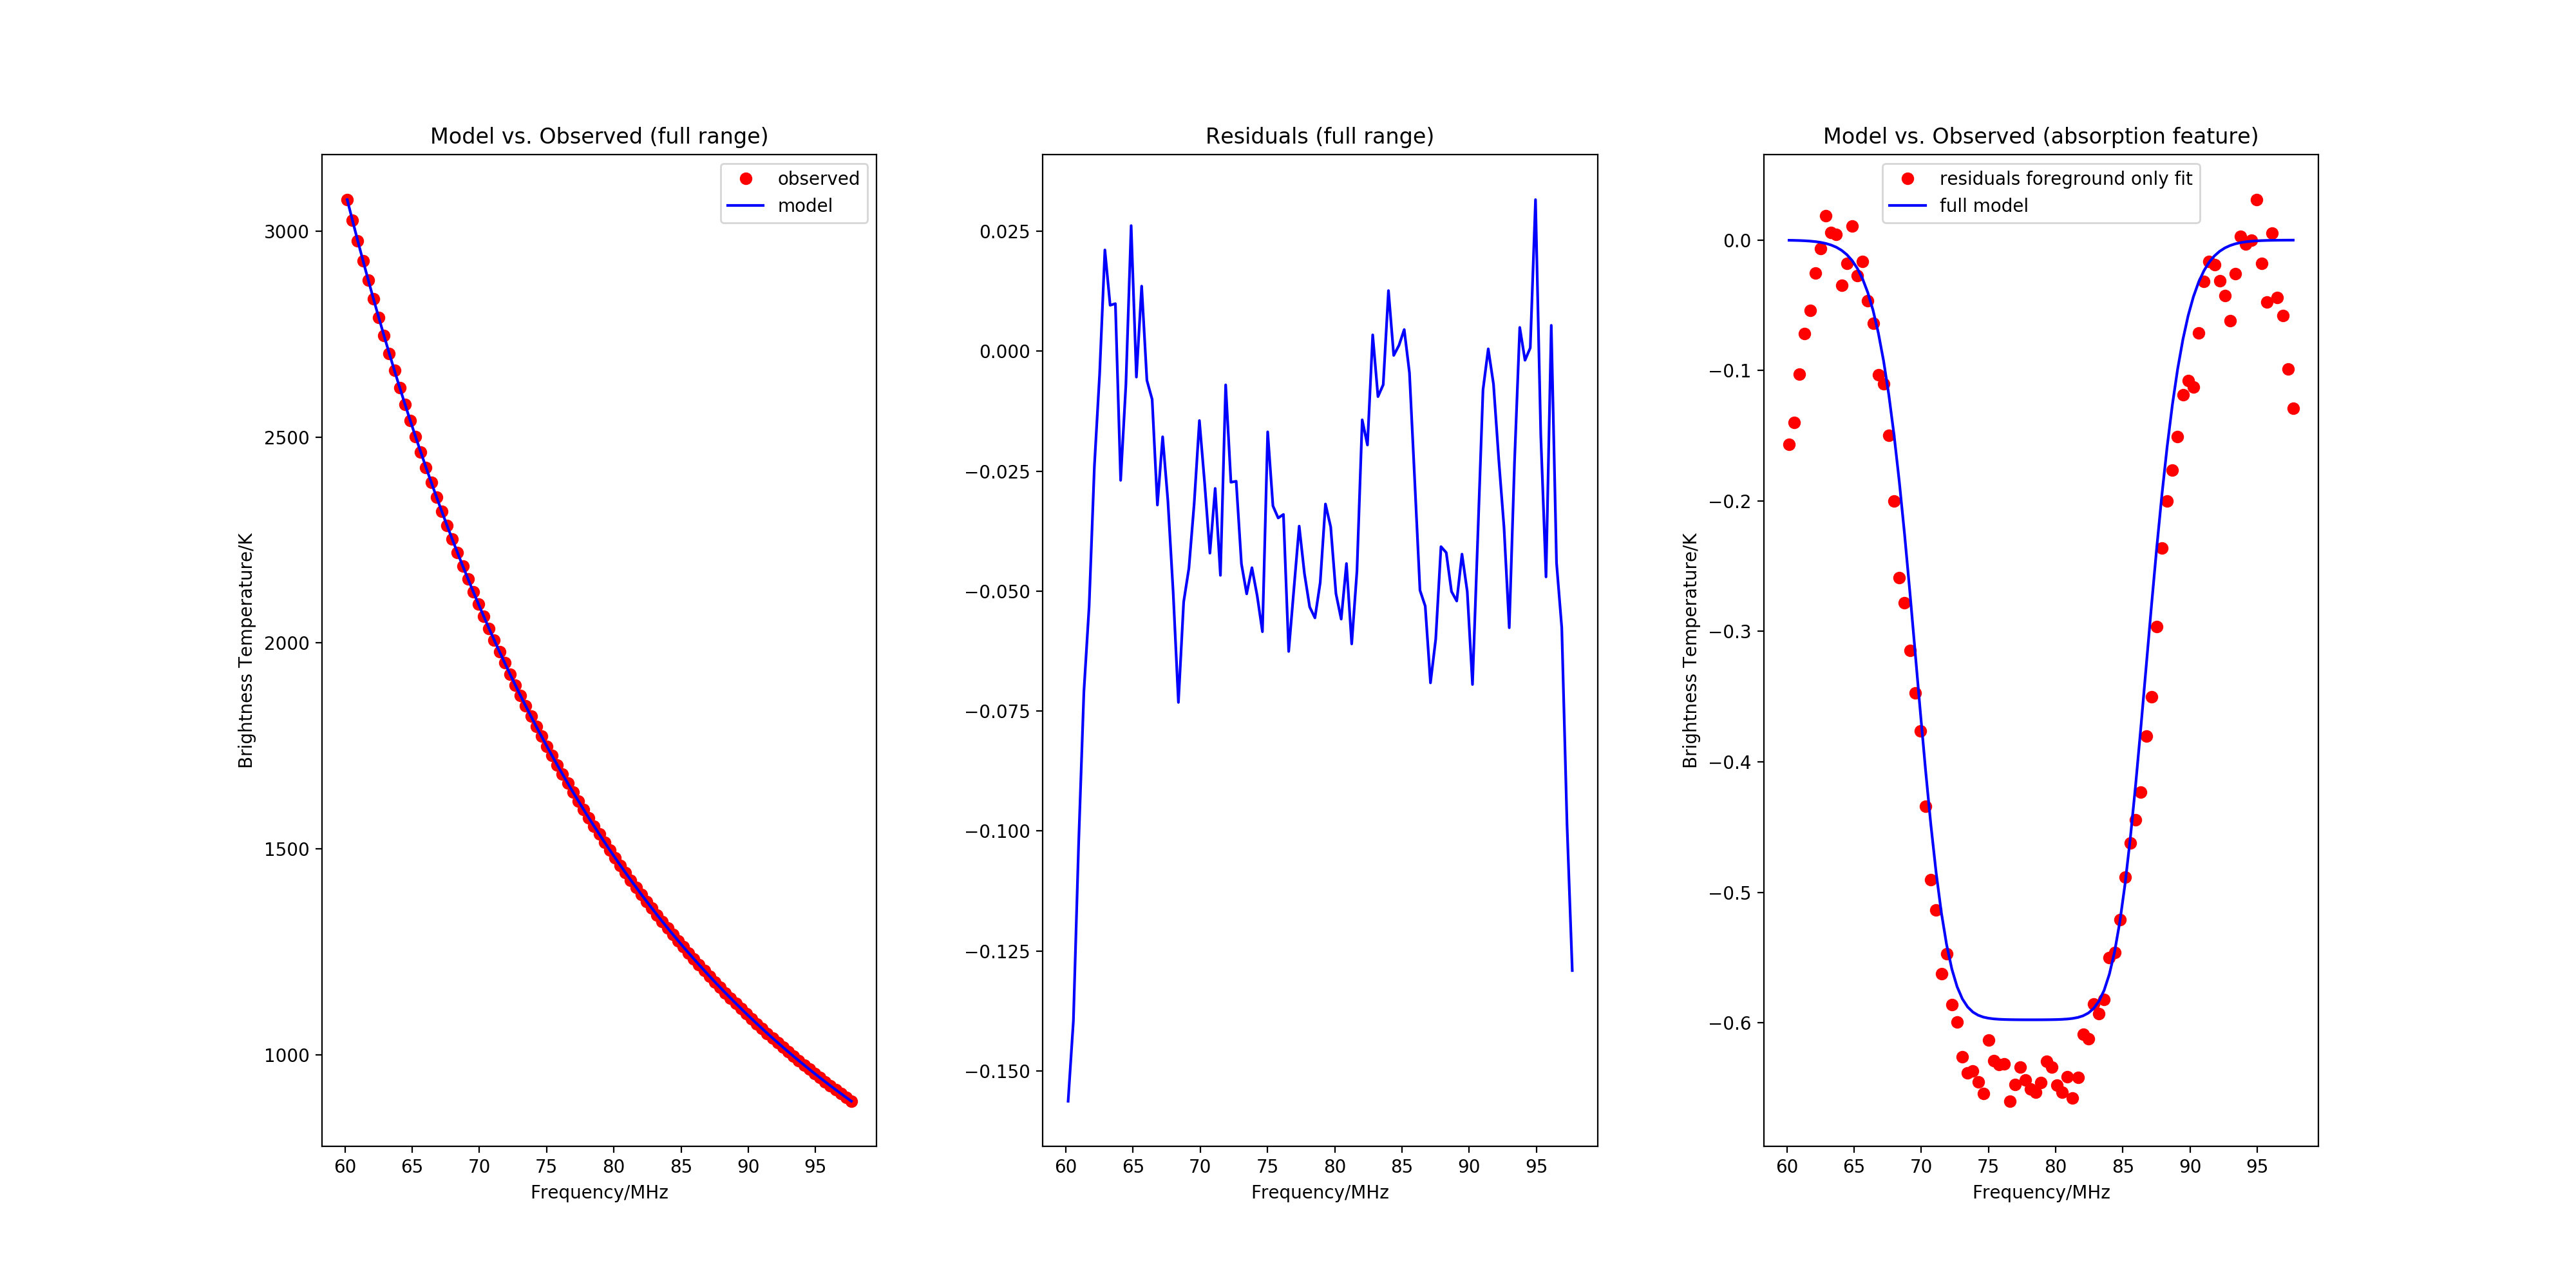 Model vs. Observed (full range)
observed
model
3000
2500
2000
1500
1000
Brightness Temperature/K
60 65 70 75 80 85 90 95
Frequency/MHz
Residuals (full range)
0.025
0.000
−0.025
−0.050
−0.075
−0.100
−0.125
−0.150
60 65 70 75 80 85 90 95
Frequency/MHz
Model vs. Observed (absorption feature)
residuals foreground only fit
full model
0.0
−0.1
−0.2
−0.3
−0.4
−0.5
−0.6
Brightness Temperature/K
60 65 70 75 80 85 90 95
Frequency/MHz